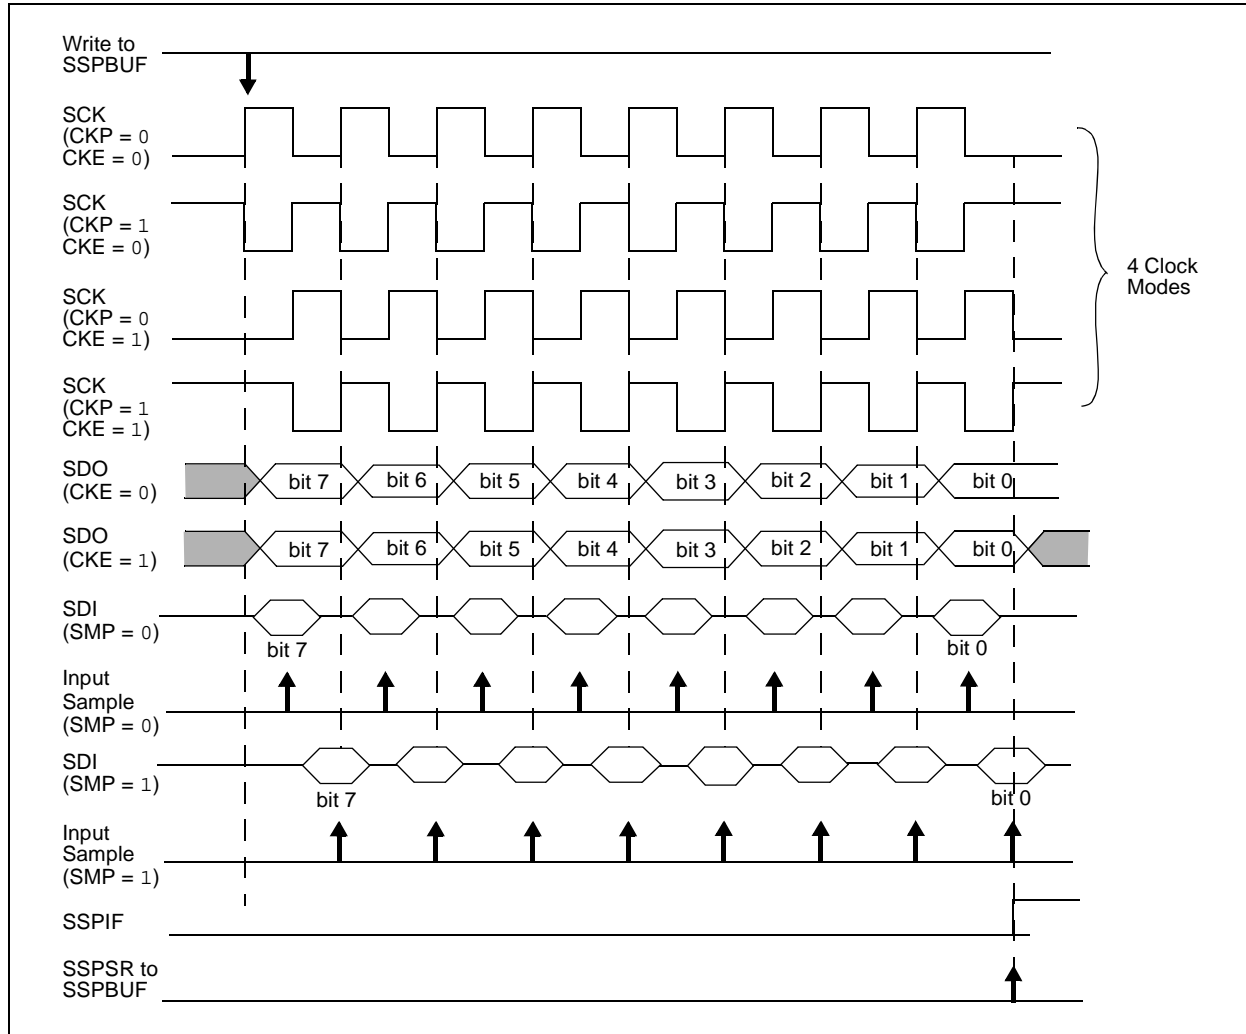 Write to
SSPBUF
SCK
(CKP = 0
CKE = 0)
SCK
(CKP = 1
CKE = 0)
4 Clock
Modes
SCK
(CKP = 0
CKE = 1)
SCK
(CKP = 1
CKE = 1)
SDO
(CKE = 0)
bit 7 bit 6 bit 5 bit 4 bit 3 bit 2 bit 1 bit 0
SDO
(CKE = 1)
bit 7 bit 6 bit 5 bit 4 bit 3 bit 2 bit 1 bit 0
SDI
(SMP = 0)
bit 7 bit 0
Input
Sample
(SMP = 0)
SDI
(SMP = 1)
bit 7 bit 0
Input
Sample
(SMP = 1)
SSPIF
SSPSR to
SSPBUF